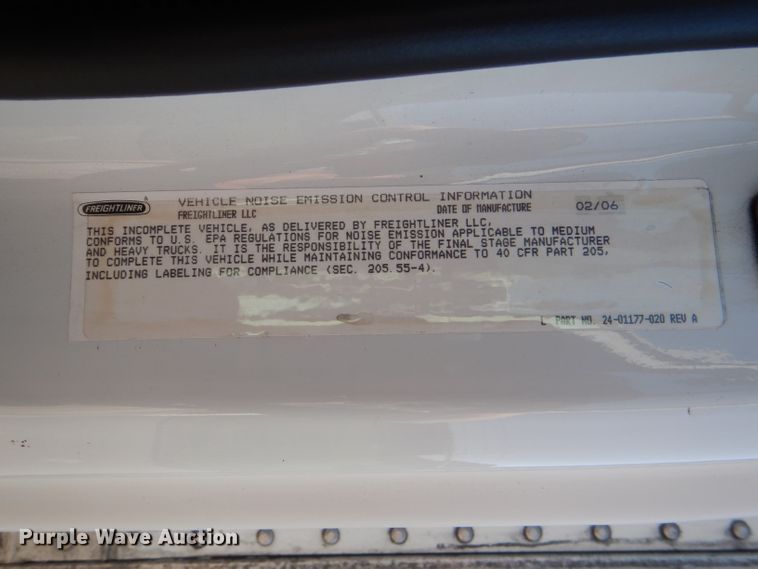 FREIGHTLINER
VEHICLE NOISE EMISSION CONTROL INFORMATION
FREIGHTLINER LLC DATE OF MANUFACTURE 02/06
THIS INCOMPLETE VEHICLE, AS DELIVERED BY FREIGHTLINER LLC,
CONFORMS TO U.S. EPA REGULATIONS FOR NOISE EMISSION APPLICABLE TO MEDIUM
AND HEAVY TRUCKS. IT IS THE RESPONSIBILITY OF THE FINAL STAGE MANUFACTURER
TO COMPLETE THIS VEHICLE WHILE MAINTAINING CONFORMANCE TO 40 CFR PART 205,
INCLUDING LABELING FOR COMPLIANCE (SEC. 205.55-4).
L PART NO. 24-01177-020 REV A
Purple Wave Auction